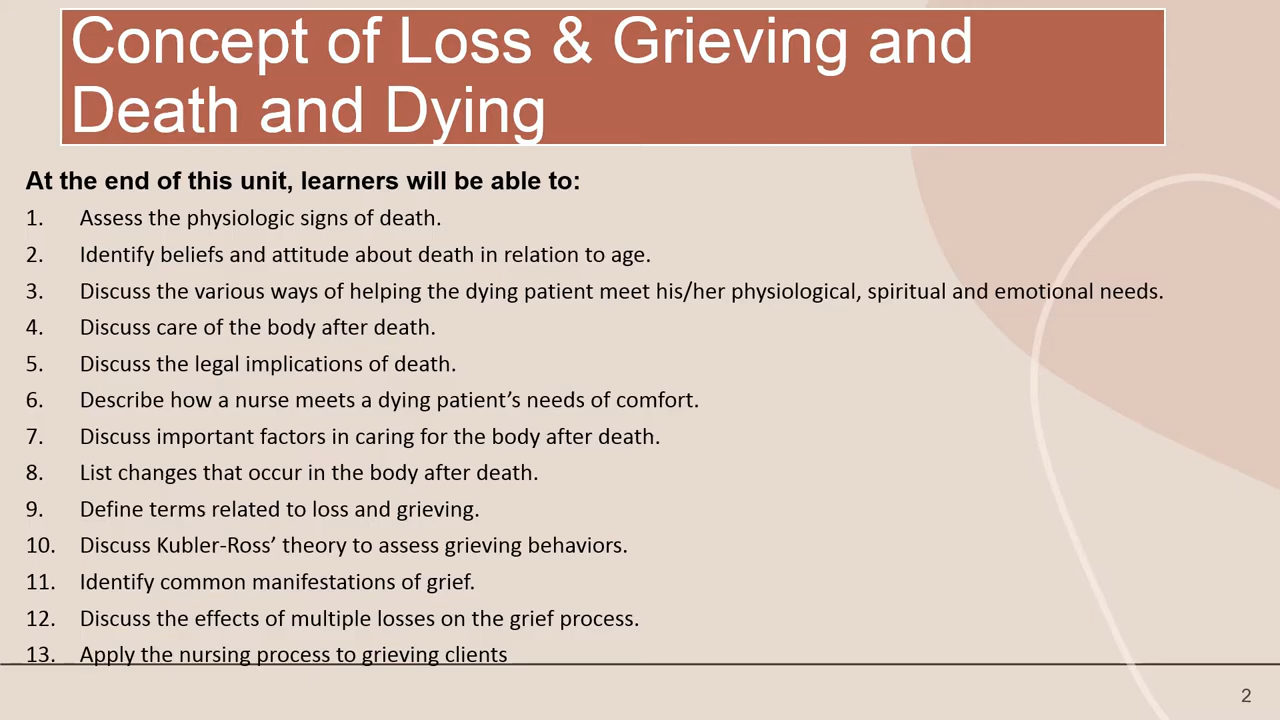 Concept of Loss & Grieving and
Death and Dying
At the end of this unit, learners will be able to:
1. Assess the physiologic signs of death.
2. Identify beliefs and attitude about death in relation to age.
3. Discuss the various ways of helping the dying patient meet his/her physiological, spiritual and emotional needs.
4. Discuss care of the body after death.
5. Discuss the legal implications of death.
6. Describe how a nurse meets a dying patient’s needs of comfort.
7. Discuss important factors in caring for the body after death.
8. List changes that occur in the body after death.
9. Define terms related to loss and grieving.
10. Discuss Kubler-Ross’ theory to assess grieving behaviors.
11. Identify common manifestations of grief.
12. Discuss the effects of multiple losses on the grief process.
13. Apply the nursing process to grieving clients
2